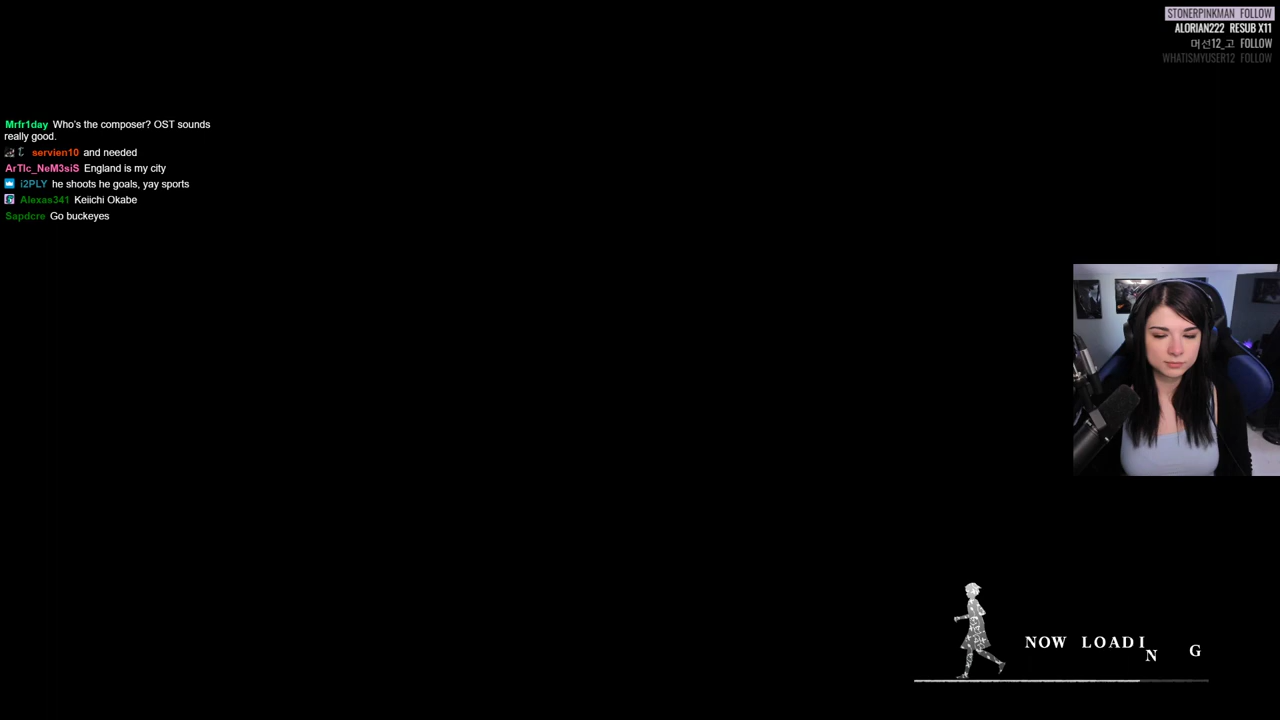 STONERPINKMAN FOLLOW
ALORIAN222 RESUB X11
머선12_고 FOLLOW
WHATISMYUSER12 FOLLOW
Mrfr1day Who's the composer? OST sounds
really good.
servien10 and needed
ArTIc_NeM3siS England is my city
i2PLY he shoots he goals, yay sports
Alexas341 Keiichi Okabe
Sapdcre Go buckeyes
NOW LOADING